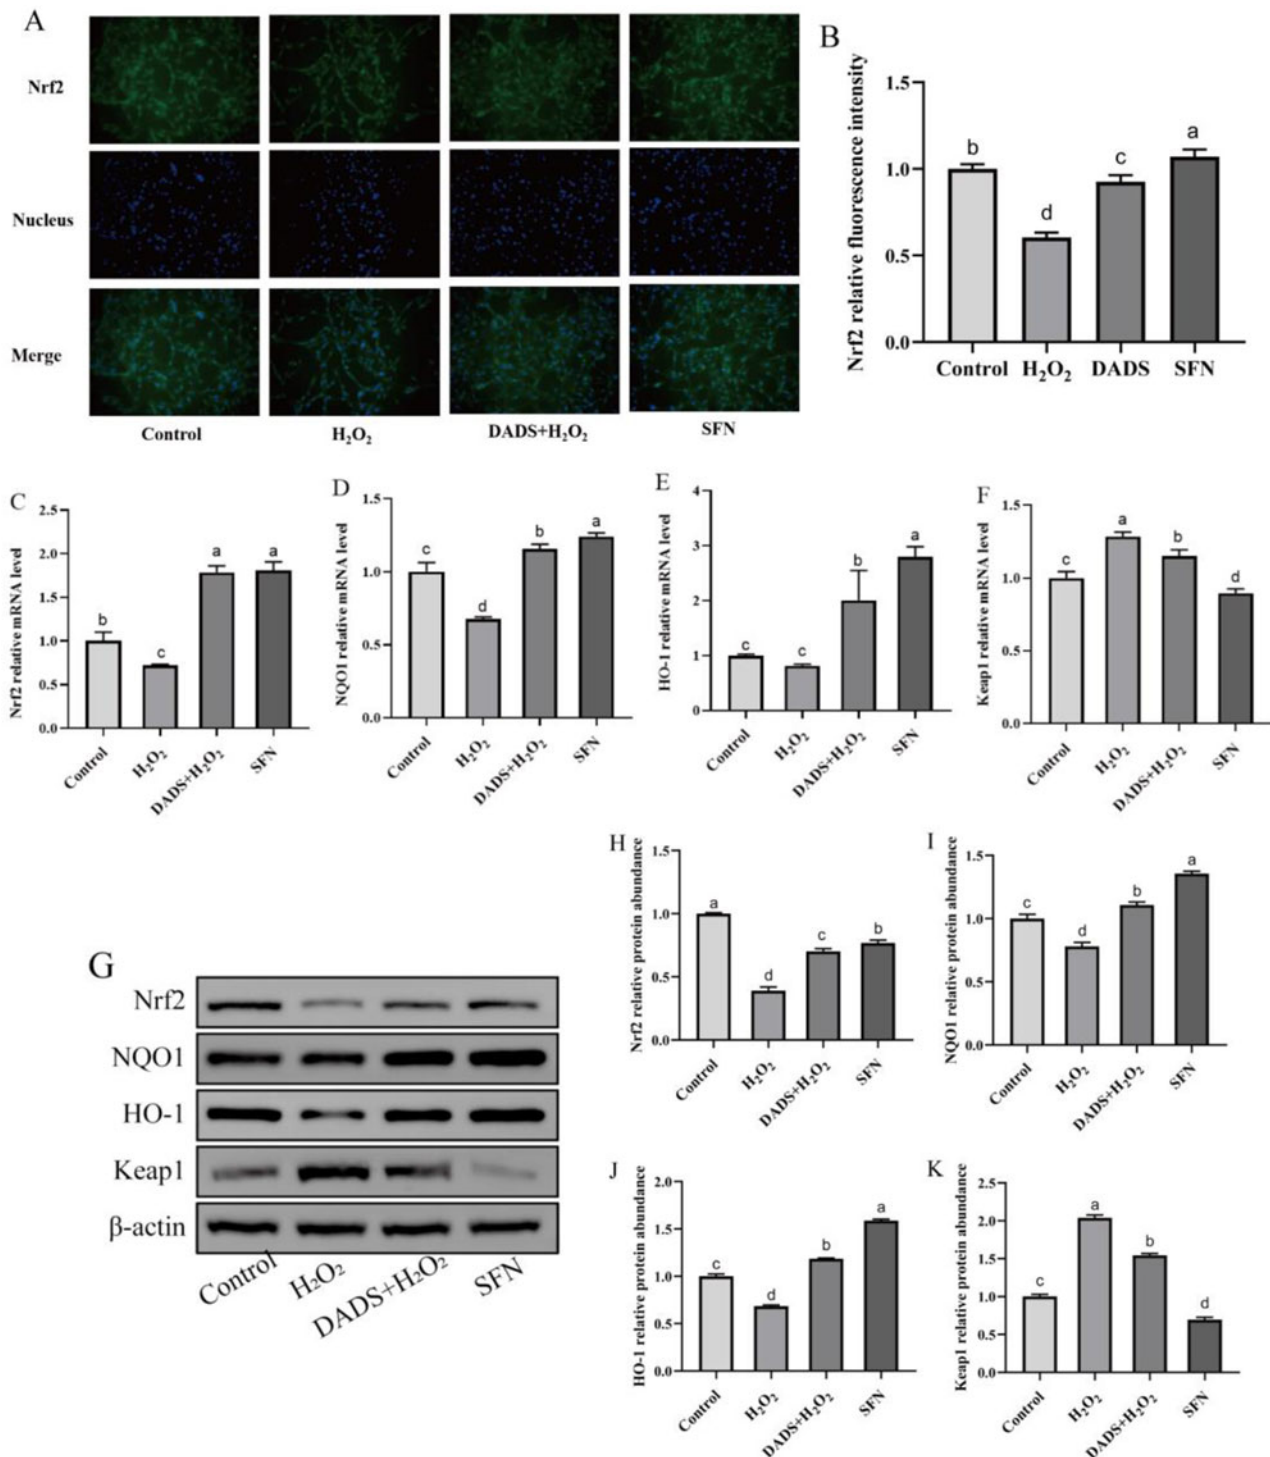 A
Nrf2
Nucleus
Merge
Control
H₂O₂
DADS+H₂O₂
SFN
B
Nrf2 relative fluorescence intensity
1.5
1.0
0.5
0.0
b
d
c
a
Control
H₂O₂
DADS
SFN
C
Nrf2 relative mRNA level
2.5
2.0
1.5
1.0
0.5
0.0
b
c
a
a
Control
H₂O₂
DADS+H₂O₂
SFN
D
NQO1 relative mRNA level
1.5
1.0
0.5
0.0
c
d
b
a
Control
H₂O₂
DADS+H₂O₂
SFN
E
HO-1 relative mRNA level
4
3
2
1
0
c
c
b
a
Control
H₂O₂
DADS+H₂O₂
SFN
F
Keap1 relative mRNA level
1.5
1.0
0.5
0.0
c
a
b
d
Control
H₂O₂
DADS+H₂O₂
SFN
G
Nrf2
NQO1
HO-1
Keap1
β-actin
Control
H₂O₂
DADS+H₂O₂
SFN
H
Nrf2 relative protein abundance
1.5
1.0
0.5
0.0
a
d
c
b
Control
H₂O₂
DADS+H₂O₂
SFN
I
NQO1 relative protein abundance
1.5
1.0
0.5
0.0
c
d
b
a
Control
H₂O₂
DADS+H₂O₂
SFN
J
HO-1 relative protein abundance
2.0
1.5
1.0
0.5
0.0
c
d
b
a
Control
H₂O₂
DADS+H₂O₂
SFN
K
Keap1 relative protein abundance
2.5
2.0
1.5
1.0
0.5
0.0
c
a
b
d
Control
H₂O₂
DADS+H₂O₂
SFN